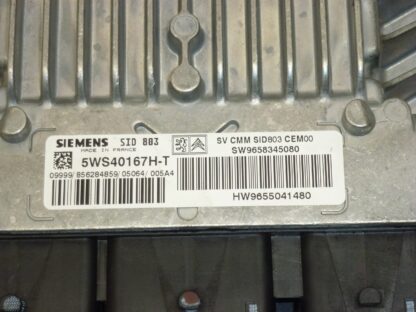 SIEMENS SID 803
MADE IN FRANCE
5WS40167H-T
09999/856284859/05064/005A4
SV CMM SID803 CEM00
SW9658345080
HW9655041480